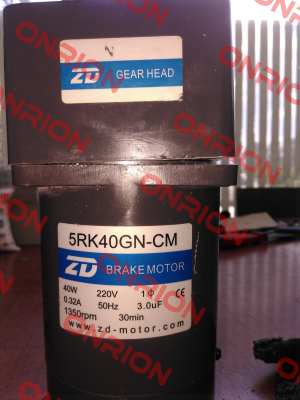 N
ZD GEAR HEAD
5RK40GN-CM
ZD BRAKE MOTOR
40W 220V 1Φ CE
0.32A 50Hz 3.0uF
1350rpm 30min
www.zd-motor.com
ONRION
ONRION
ONRION
ONRION
ONRION
ONRION